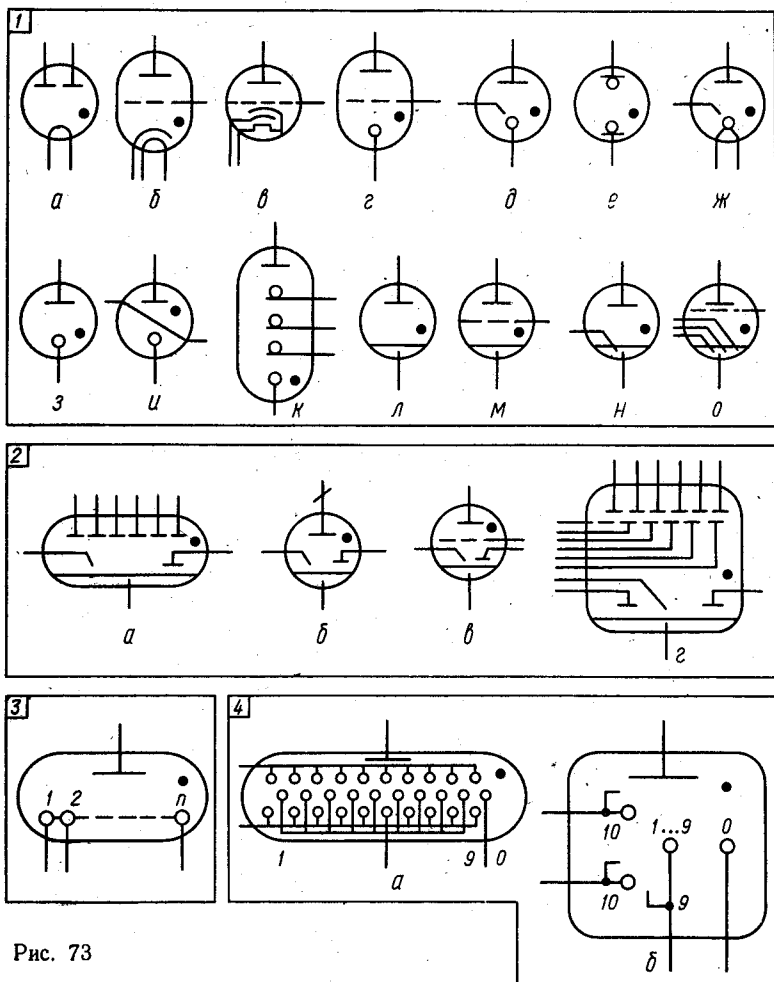 1
а б в г д е ж
з и к л м н о
2
а б в г
3
1 2 п
4
1 а 9 0
10 1...9 0
10 9
б
Рис. 73